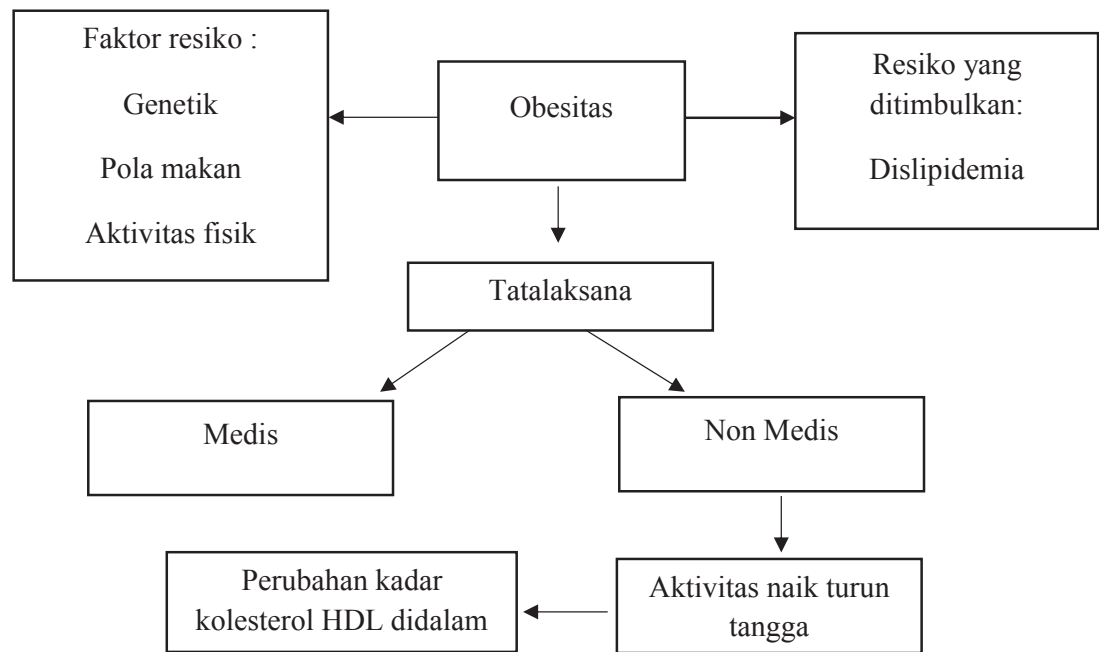 Faktor resiko :
Genetik
Pola makan
Aktivitas fisik
Obesitas
Resiko yang
ditimbulkan:
Dislipidemia
Tatalaksana
Medis
Non Medis
Perubahan kadar
kolesterol HDL didalam
Aktivitas naik turun
tangga